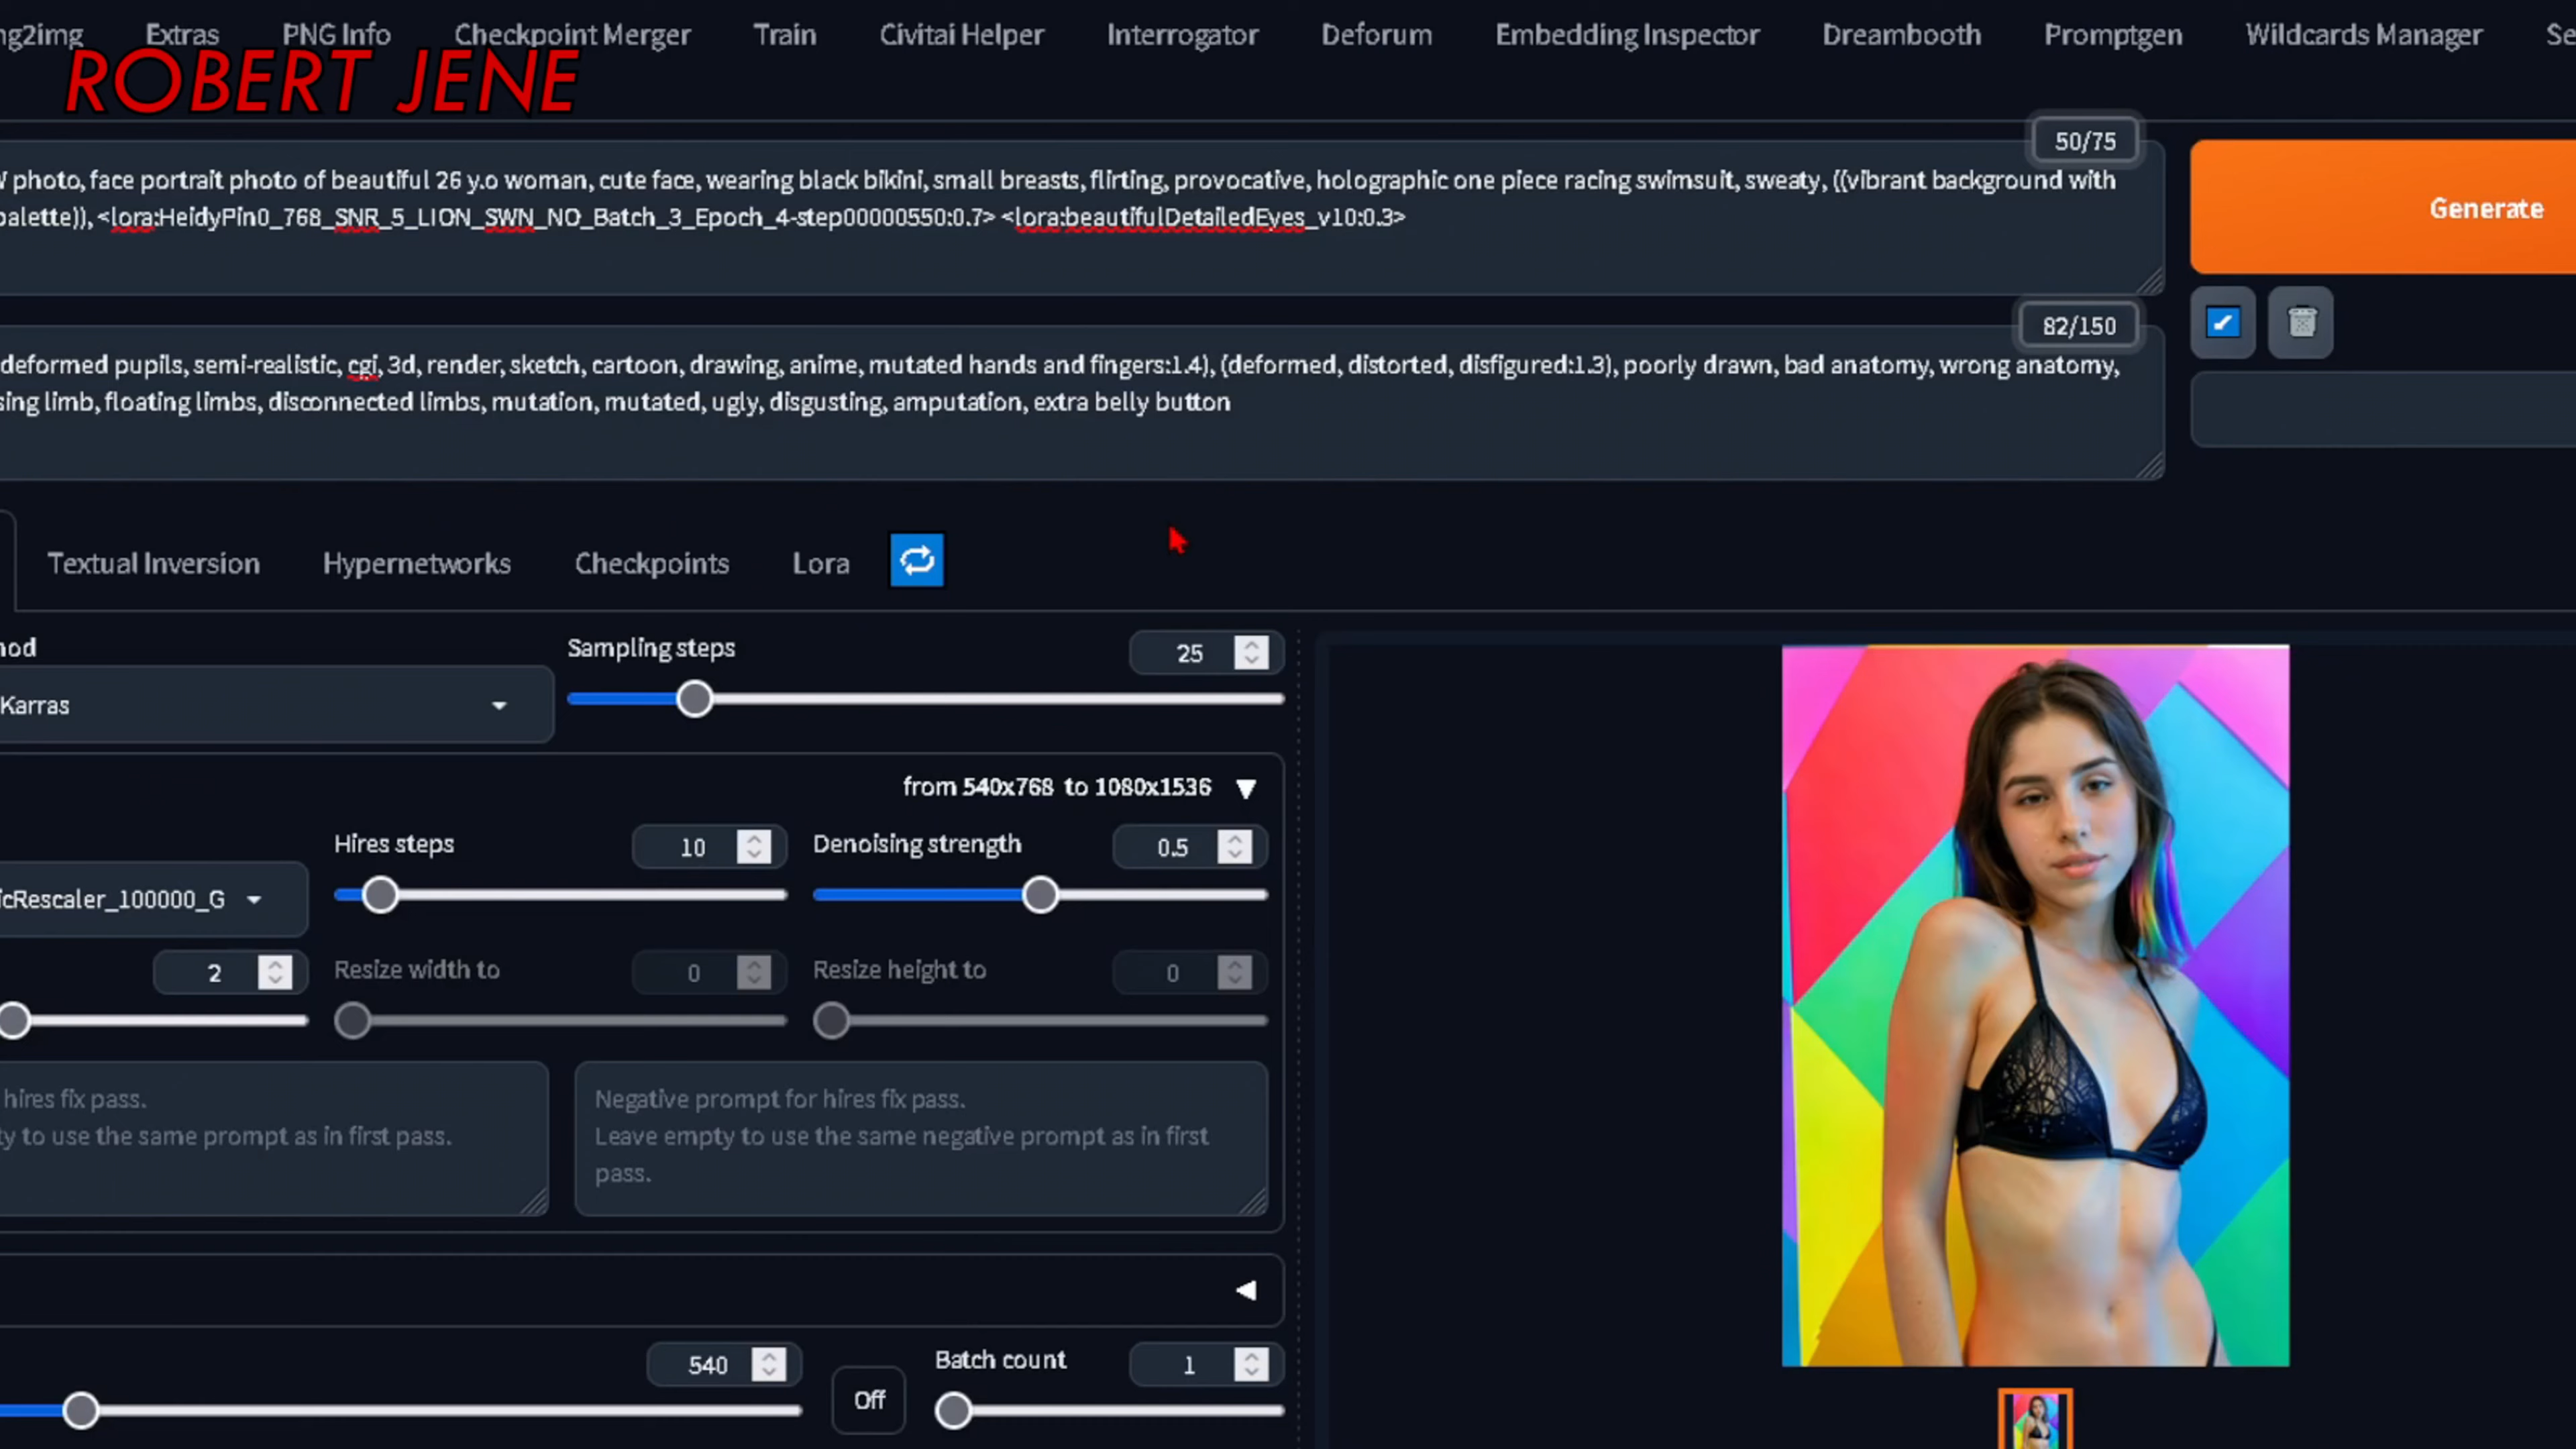 ng2img Extras PNG Info Checkpoint Merger Train Civitai Helper Interrogator Deforum Embedding Inspector Dreambooth Promptgen Wildcards Manager Se
ROBERT JENE
50/75
photo, face portrait photo of beautiful 26 y.o woman, cute face, wearing black bikini, small breasts, flirting, provocative, holographic one piece racing swimsuit, sweaty, ((vibrant background with
palette)), <lora:HeidyPin0_768_SNR_5_LION_SWN_NO_Batch_3_Epoch_4-step00000550:0.7> <lora:beautifulDetailedEyes_v10:0.3>
Generate
82/150
deformed pupils, semi-realistic, cgi, 3d, render, sketch, cartoon, drawing, anime, mutated hands and fingers:1.4), (deformed, distorted, disfigured:1.3), poorly drawn, bad anatomy, wrong anatomy,
sing limb, floating limbs, disconnected limbs, mutation, mutated, ugly, disgusting, amputation, extra belly button
Textual Inversion Hypernetworks Checkpoints Lora
nod Sampling steps 25
Karras
from 540x768 to 1080x1536
Hires steps 10 Denoising strength 0.5
icRescaler_100000_G
2 Resize width to 0 Resize height to 0
hires fix pass.
ty to use the same prompt as in first pass.
Negative prompt for hires fix pass.
Leave empty to use the same negative prompt as in first
pass.
540 Off Batch count 1